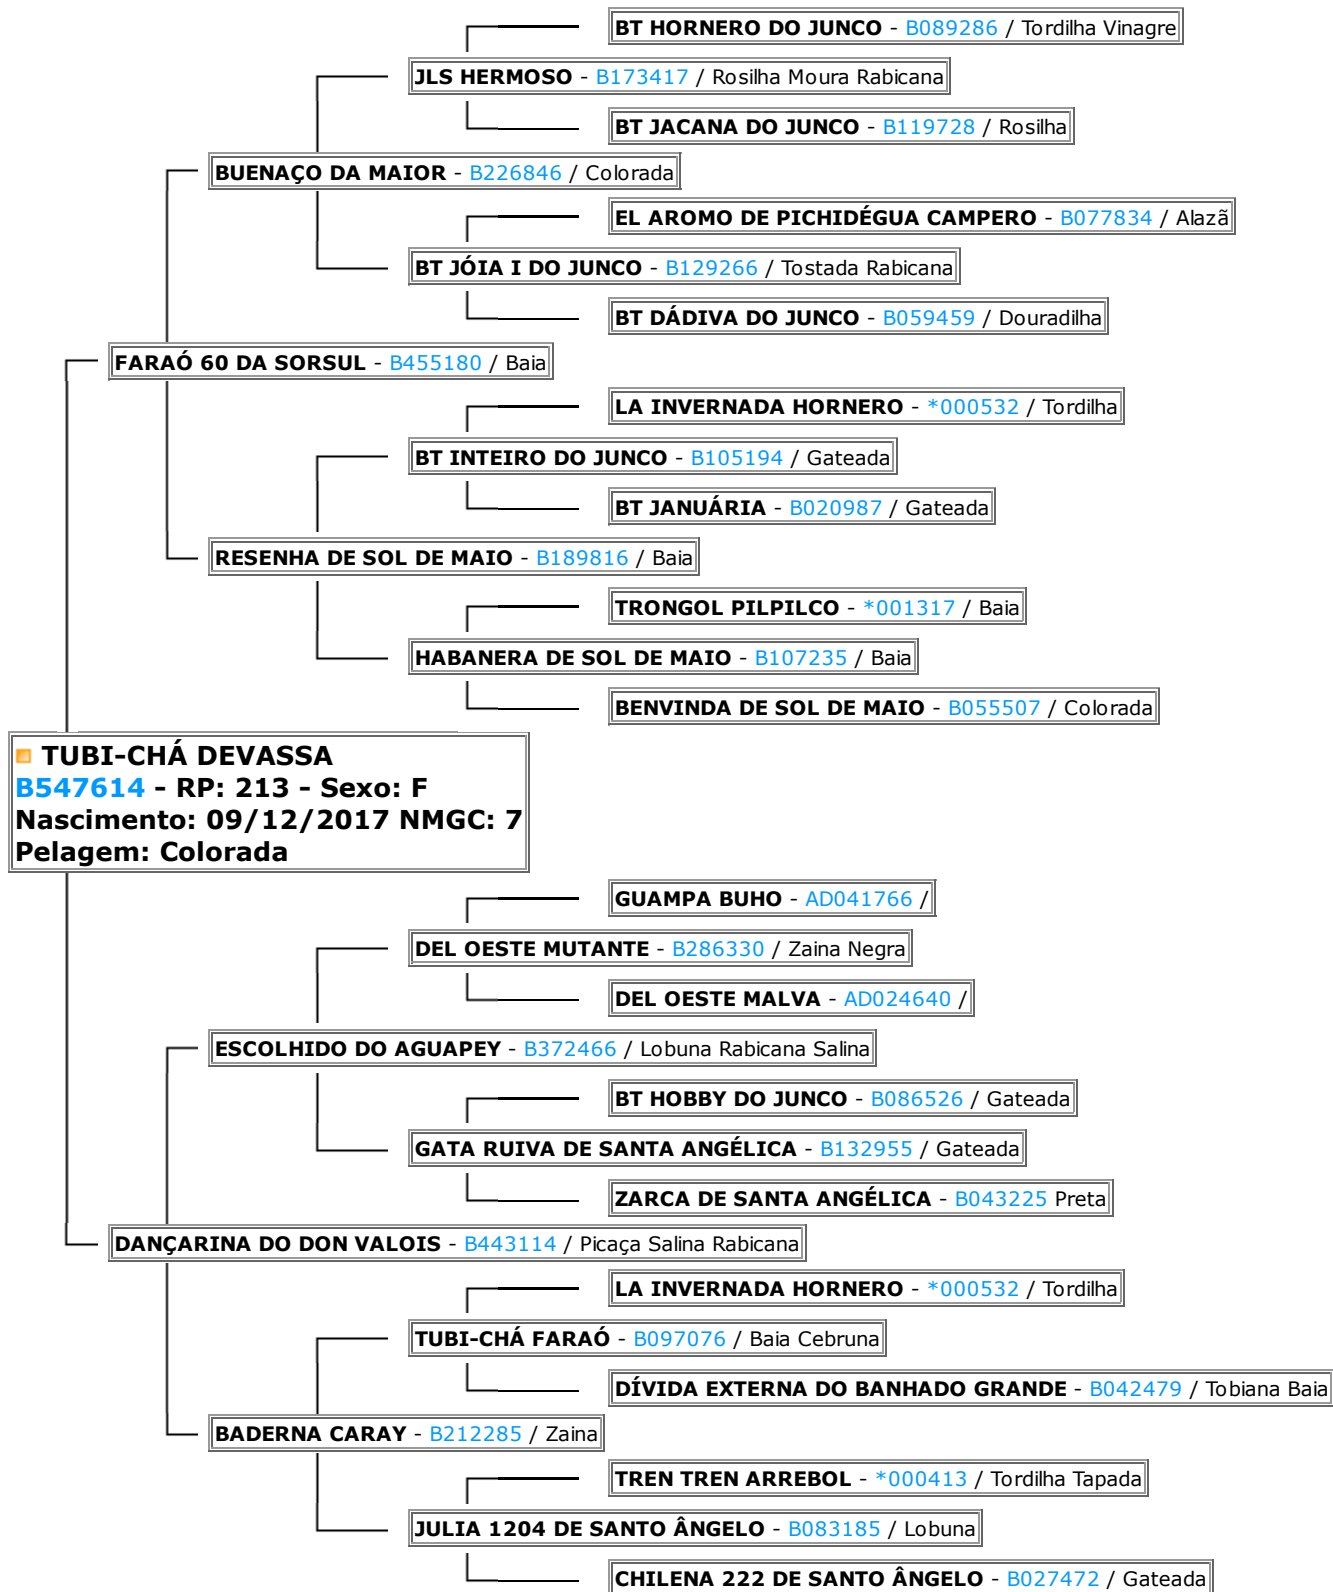 BT HORNERO DO JUNCO - B089286 / Tordilha Vinagre
JLS HERMOSO - B173417 / Rosilha Moura Rabicana
BT JACANA DO JUNCO - B119728 / Rosilha
BUENAÇO DA MAIOR - B226846 / Colorada
EL AROMO DE PICHIDÉGUA CAMPERO - B077834 / Alazã
BT JÓIA I DO JUNCO - B129266 / Tostada Rabicana
BT DÁDIVA DO JUNCO - B059459 / Douradilha
FARAÓ 60 DA SORSUL - B455180 / Baia
LA INVERNADA HORNERO - *000532 / Tordilha
BT INTEIRO DO JUNCO - B105194 / Gateada
BT JANUÁRIA - B020987 / Gateada
RESENHA DE SOL DE MAIO - B189816 / Baia
TRONGOL PILPILCO - *001317 / Baia
HABANERA DE SOL DE MAIO - B107235 / Baia
BENVINDA DE SOL DE MAIO - B055507 / Colorada
TUBI-CHÁ DEVASSA
B547614 - RP: 213 - Sexo: F
Nascimento: 09/12/2017 NMGC: 7
Pelagem: Colorada
GUAMPA BUHO - AD041766 /
DEL OESTE MUTANTE - B286330 / Zaina Negra
DEL OESTE MALVA - AD024640 /
ESCOLHIDO DO AGUAPEY - B372466 / Lobuna Rabicana Salina
BT HOBBY DO JUNCO - B086526 / Gateada
GATA RUIVA DE SANTA ANGÉLICA - B132955 / Gateada
ZARCA DE SANTA ANGÉLICA - B043225 Preta
DANÇARINA DO DON VALOIS - B443114 / Picaça Salina Rabicana
LA INVERNADA HORNERO - *000532 / Tordilha
TUBI-CHÁ FARAÓ - B097076 / Baia Cebruna
DÍVIDA EXTERNA DO BANHADO GRANDE - B042479 / Tobiana Baia
BADERNA CARAY - B212285 / Zaina
TREN TREN ARREBOL - *000413 / Tordilha Tapada
JULIA 1204 DE SANTO ÂNGELO - B083185 / Lobuna
CHILENA 222 DE SANTO ÂNGELO - B027472 / Gateada